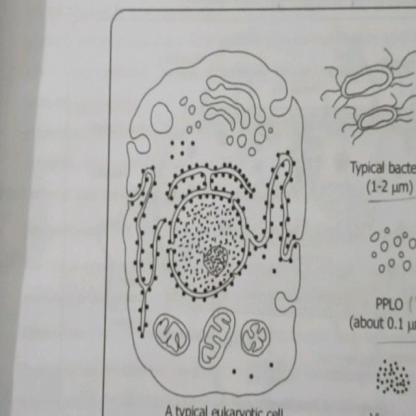 Typical bacte
(1-2 μm)
PPLO
(about 0.1 μ
A typical eukaryotic cell